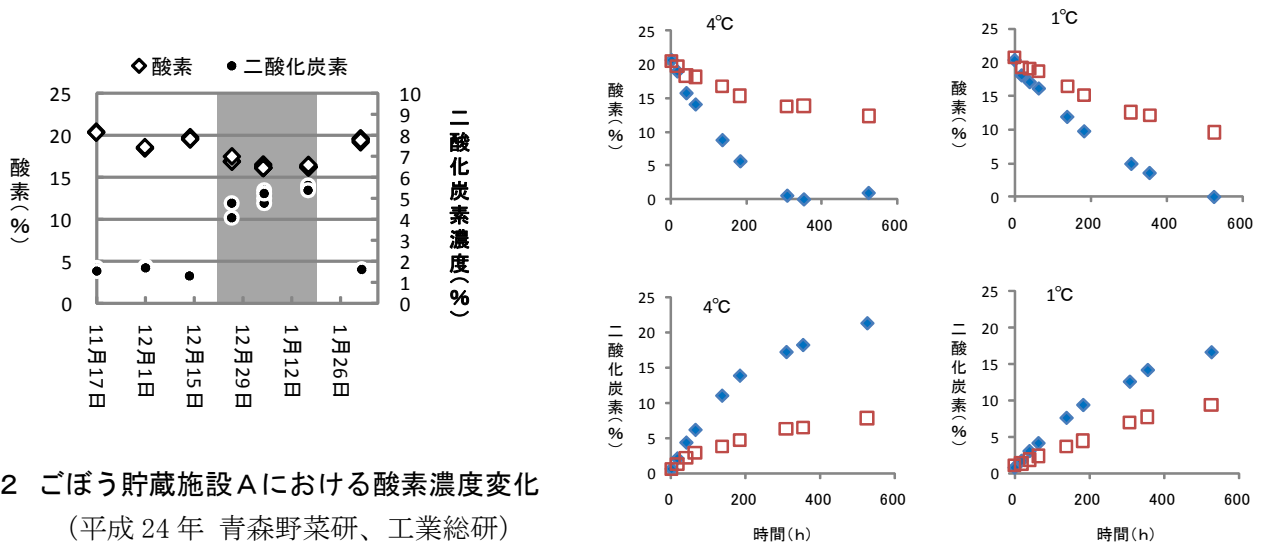 ◇酸素 ●二酸化炭素
25
20
15
10
5
0
酸素(%)
10
9
8
7
6
5
4
3
2
1
0
二酸化炭素濃度(%)
11月17日
12月1日
12月15日
12月29日
1月12日
1月26日
2 ごぼう貯蔵施設Aにおける酸素濃度変化
(平成 24 年 青森野菜研、工業総研)
4℃
25
20
15
10
5
0
酸素(%)
0 200 400 600
1℃
25
20
15
10
5
0
酸素(%)
0 200 400 600
4℃
25
20
15
10
5
0
二酸化炭素(%)
0 200 400 600
時間(h)
1℃
25
20
15
10
5
0
二酸化炭素(%)
0 200 400 600
時間(h)